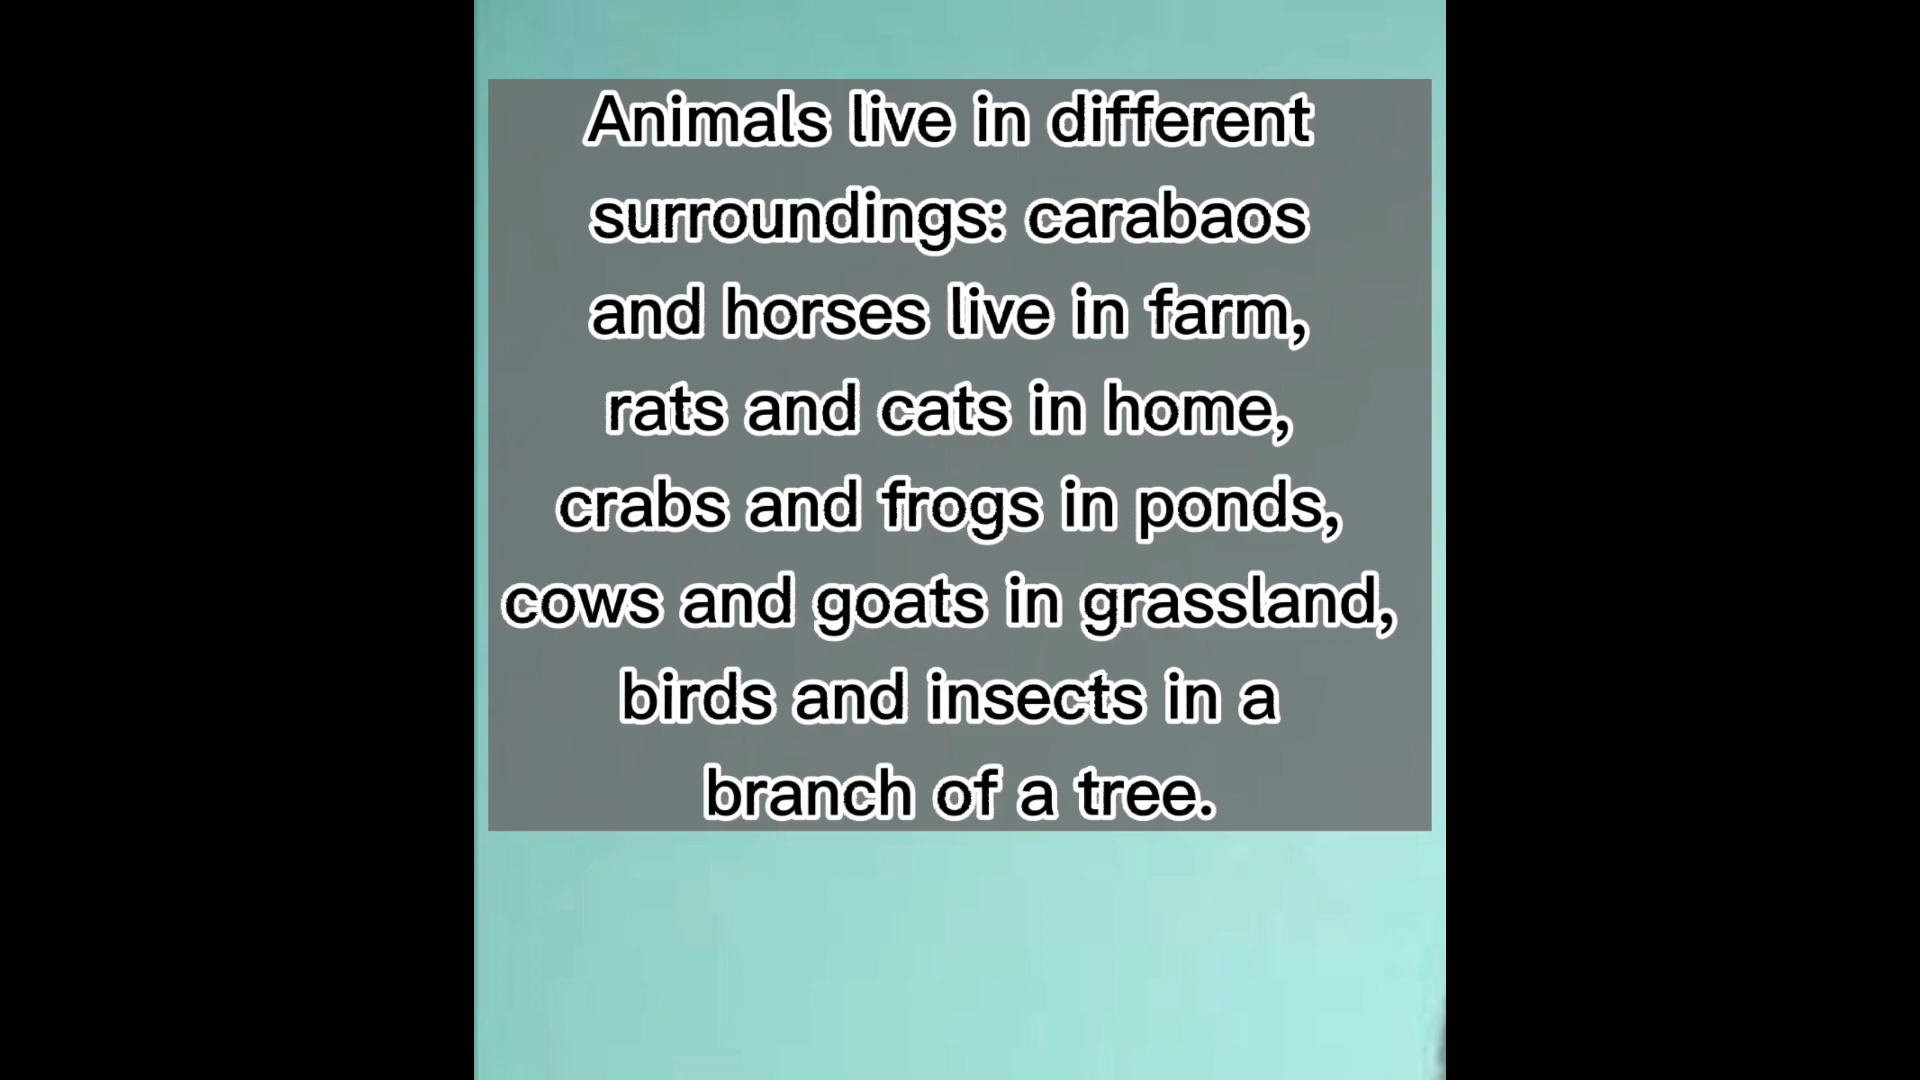 Animals live in different
surroundings: carabaos
and horses live in farm,
rats and cats in home,
crabs and frogs in ponds,
cows and goats in grassland,
birds and insects in a
branch of a tree.